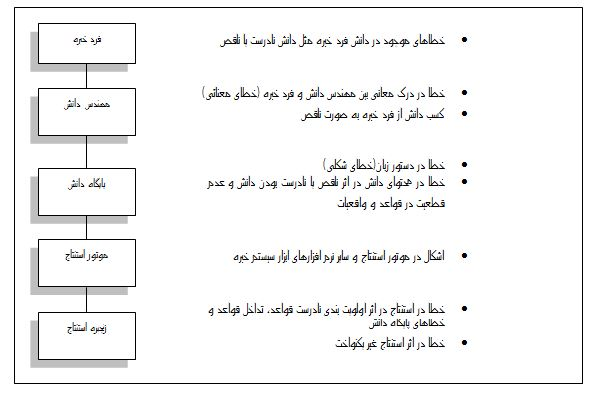 فرد خبره
• خطاهای موجود در دانش فرد خبره مثل دانش نادرست یا ناقص
مهندس دانش
• خطا در درک معانی بین مهندس دانش و فرد خبره (خطای معنائی)
• کسب دانش از فرد خبره به صورت ناقص
پایگاه دانش
• خطا در دستور زبان(خطای شکلی)
• خطا در محتوای دانش در اثر ناقص یا نادرست بودن دانش و عدم
قطعیت در قواعد و واقعیات
موتور استنتاج
• اشکال در موتور استنتاج و سایر نرم افزارهای ابزار سیستم خبره
زنجیره استنتاج
• خطا در استنتاج در اثر اولویت بندی نادرست قواعد، تداخل قواعد و
خطاهای پایگاه دانش
• خطا در اثر استنتاج غیر یکنواخت